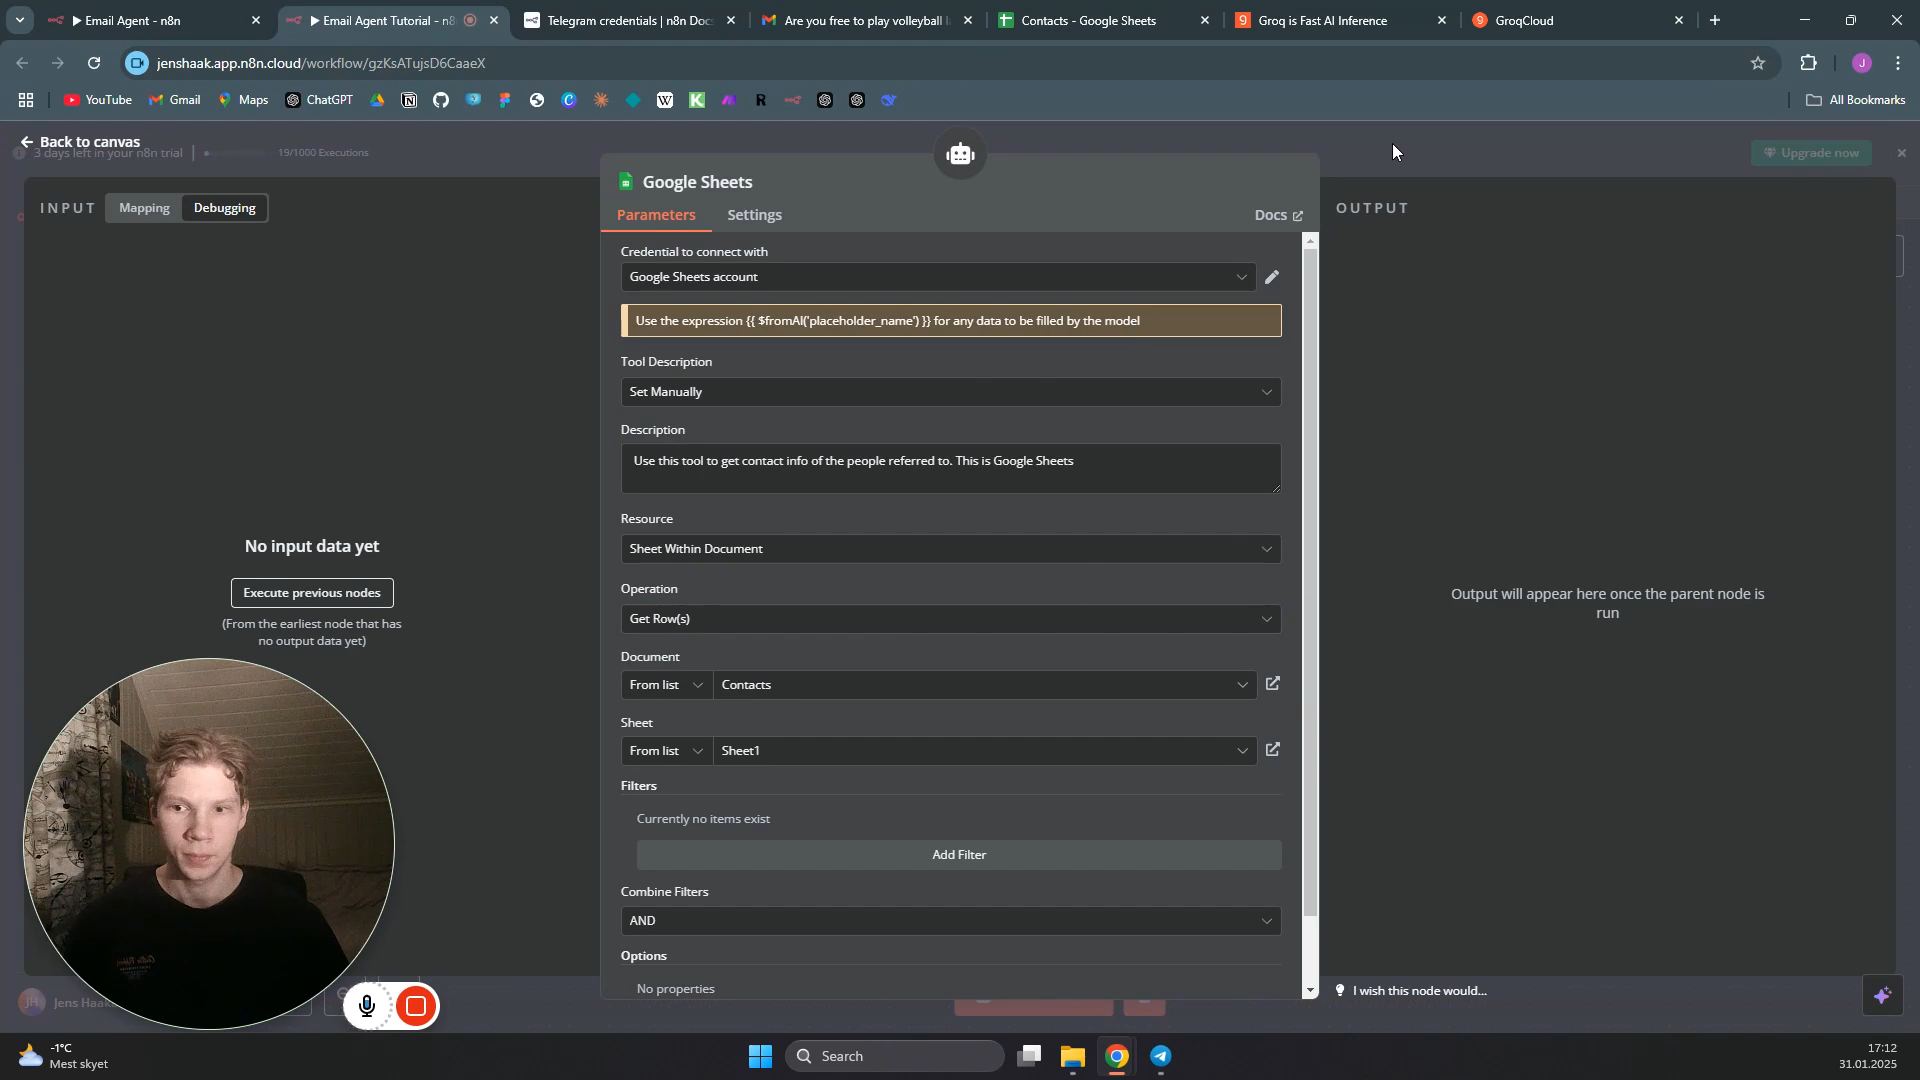 Email Agent - n8n
Email Agent Tutorial - n8
Telegram credentials | n8n Doc
Are you free to play volleyball
Contacts - Google Sheets
Groq is Fast AI Inference
GroqCloud
jenshaak.app.n8n.cloud/workflow/gzKsATujsD6CaaeX
YouTube
Gmail
Maps
ChatGPT
All Bookmarks
Back to canvas
3 days left in your n8n trial
19/1000 Executions
Upgrade now
INPUT
Mapping
Debugging
Google Sheets
Parameters
Settings
Docs
OUTPUT
Credential to connect with
Google Sheets account
Use the expression {{ $fromAI('placeholder_name') }} for any data to be filled by the model
Tool Description
Set Manually
Description
Use this tool to get contact info of the people referred to. This is Google Sheets
Resource
Sheet Within Document
Operation
Get Row(s)
Document
From list
Contacts
Sheet
From list
Sheet1
Filters
Currently no items exist
Add Filter
Combine Filters
AND
Options
No properties
No input data yet
Execute previous nodes
(From the earliest node that has
no output data yet)
Output will appear here once the parent node is
run
I wish this node would...
JH
Jens Haak
-1°C
Mest skyet
Search
17:12
31.01.2025